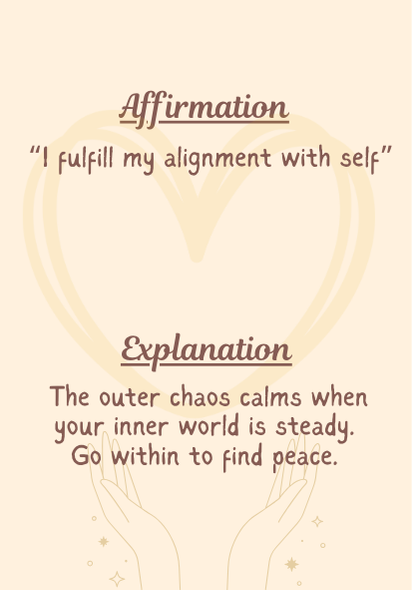 Affirmation
“I fulfill my alignment with self”
Explanation
The outer chaos calms when
your inner world is steady.
Go within to find peace.